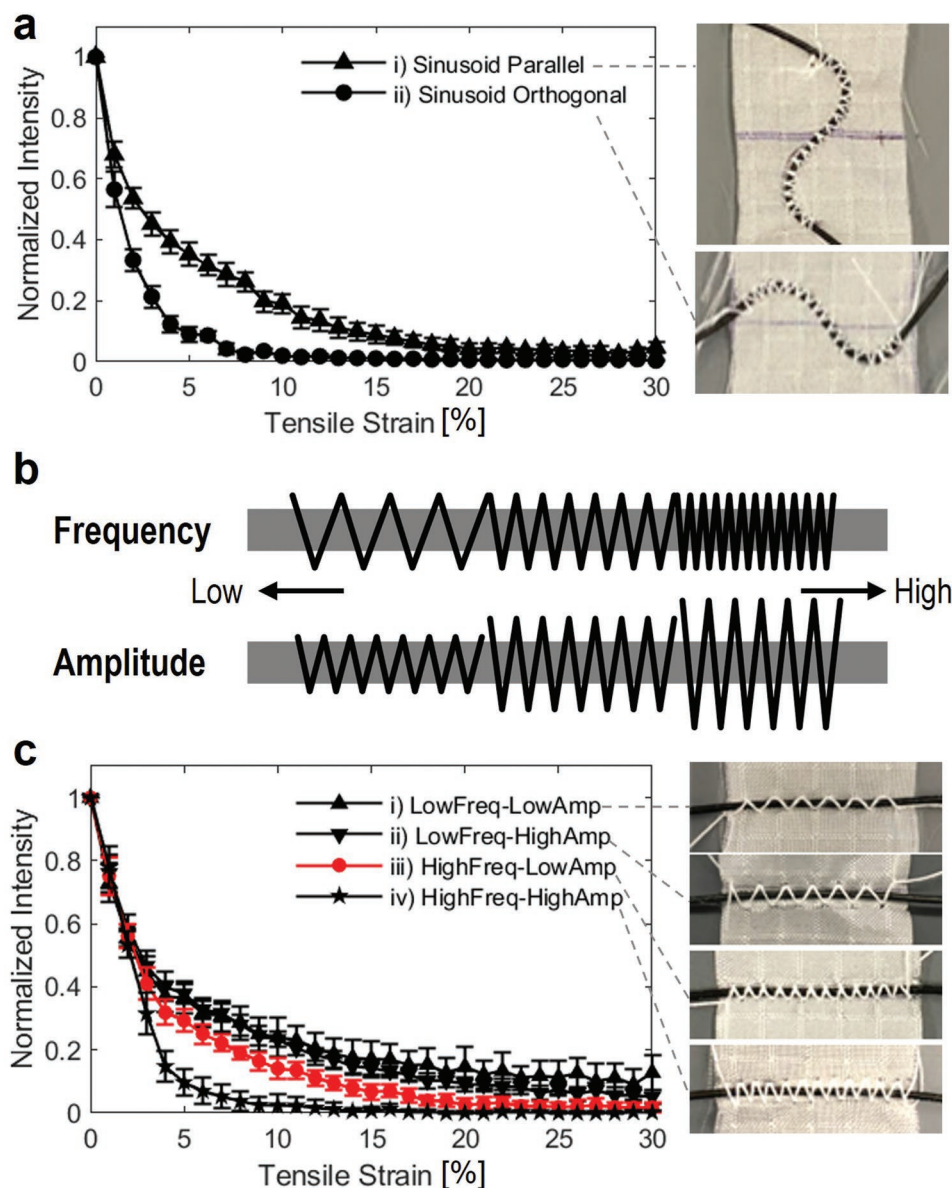 a
1
0.8
0.6
0.4
0.2
0
Normalized Intensity
i) Sinusoid Parallel
ii) Sinusoid Orthogonal
0 5 10 15 20 25 30
Tensile Strain [%]
b
Frequency
Low
High
Amplitude
c
1
0.8
0.6
0.4
0.2
0
Normalized Intensity
i) LowFreq-LowAmp
ii) LowFreq-HighAmp
iii) HighFreq-LowAmp
iv) HighFreq-HighAmp
0 5 10 15 20 25 30
Tensile Strain [%]